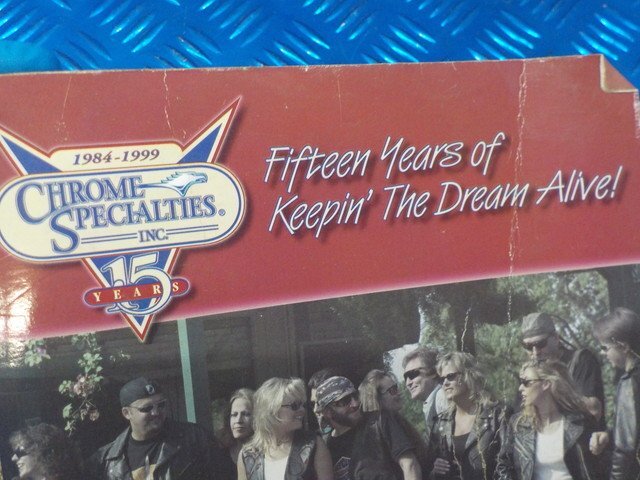 1984-1999
CHROME
SPECIALTIES®
INC.
15
YEARS
Fifteen Years of
Keepin' The Dream Alive!